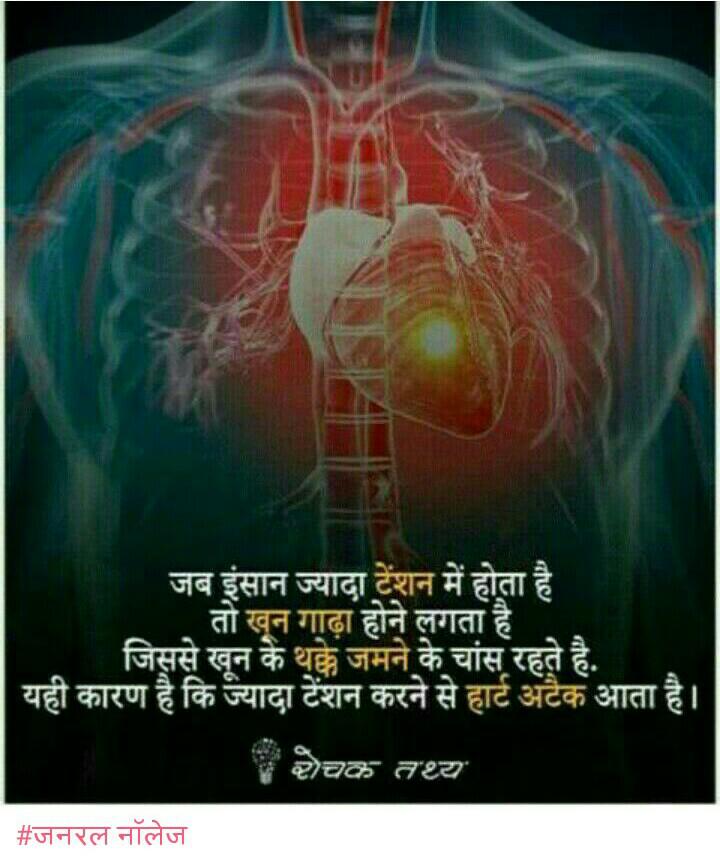 जब इंसान ज्यादा टेंशन में होता है
तो खून गाढ़ा होने लगता है
जिससे खून के थक्के जमने के चांस रहते है.
यही कारण है कि ज्यादा टेंशन करने से हार्ट अटैक आता है।
रोचक तथ्य
#जनरल नॉलेज